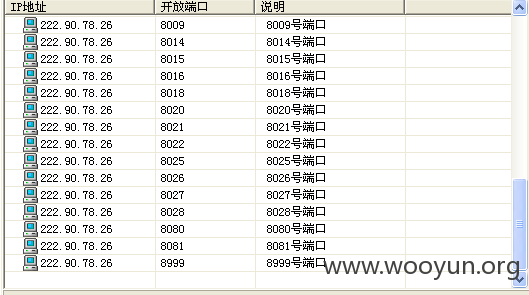 IP地址 开放端口 说明
222.90.78.26 8009 8009号端口
222.90.78.26 8014 8014号端口
222.90.78.26 8015 8015号端口
222.90.78.26 8016 8016号端口
222.90.78.26 8018 8018号端口
222.90.78.26 8020 8020号端口
222.90.78.26 8021 8021号端口
222.90.78.26 8022 8022号端口
222.90.78.26 8025 8025号端口
222.90.78.26 8026 8026号端口
222.90.78.26 8027 8027号端口
222.90.78.26 8028 8028号端口
222.90.78.26 8080 8080号端口
222.90.78.26 8081 8081号端口
222.90.78.26 8999 8999号端口
www.wooyun.org